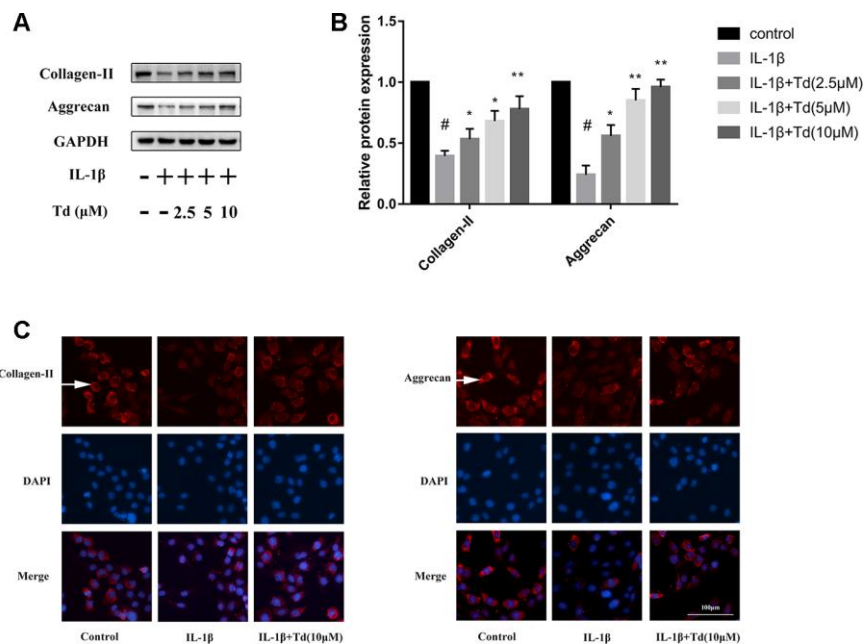 A
Collagen-II
Aggrecan
GAPDH
IL-1β - + + + +
Td (μM) - - 2.5 5 10
B
Relative protein expression
1.5
1.0
0.5
0.0
# * * **
# * ** **
Collagen-II
Aggrecan
control
IL-1β
IL-1β+Td(2.5μM)
IL-1β+Td(5μM)
IL-1β+Td(10μM)
C
Collagen-II
DAPI
Merge
Control IL-1β IL-1β+Td(10μM)
Aggrecan
DAPI
Merge
100μm
Control IL-1β IL-1β+Td(10μM)